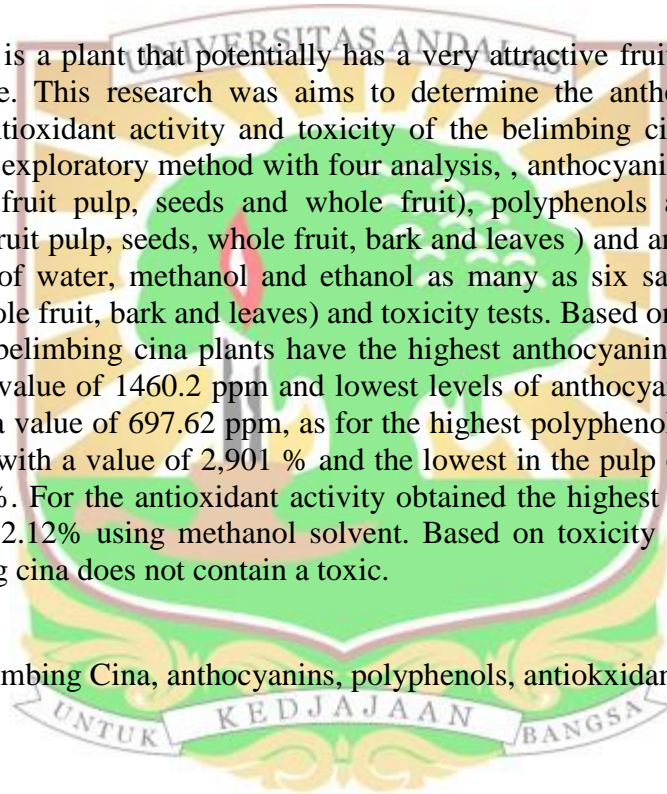 UNIVERSITAS ANDALAS
is a plant that potentially has a very attractive fruit
e. This research was aims to determine the antho
ntioxidant activity and toxicity of the belimbing ci
exploratory method with four analysis, , anthocyani
fruit pulp, seeds and whole fruit), polyphenols a
ruit pulp, seeds, whole fruit, bark and leaves ) and an
of water, methanol and ethanol as many as six sa
ole fruit, bark and leaves) and toxicity tests. Based on
belimbing cina plants have the highest anthocyanin
value of 1460.2 ppm and lowest levels of anthocya
a value of 697.62 ppm, as for the highest polyphenol
with a value of 2,901 % and the lowest in the pulp
%. For the antioxidant activity obtained the highest
2.12% using methanol solvent. Based on toxicity
g cina does not contain a toxic.
mbing Cina, anthocyanins, polyphenols, antiokxidan
UNTUK KEDJAJAAN BANGSA